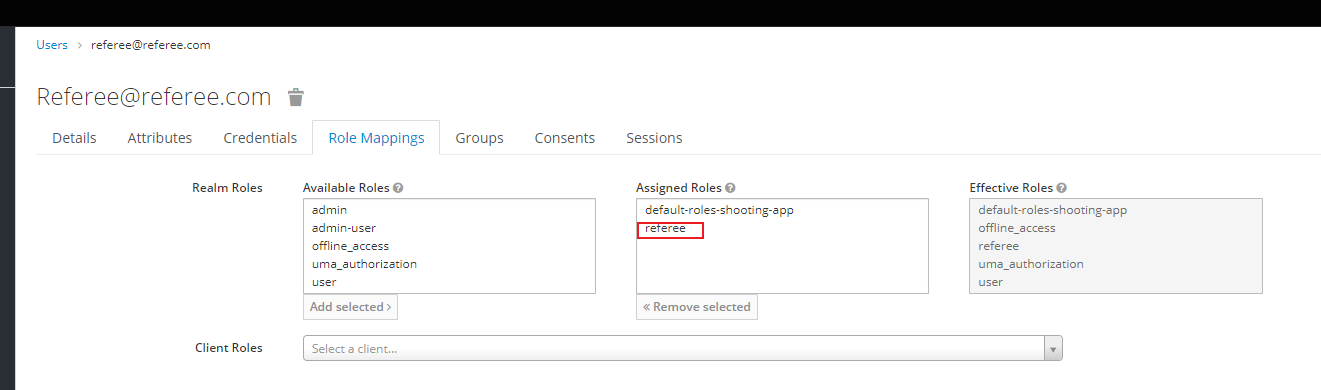 Users > referee@referee.com
Referee@referee.com
Details Attributes Credentials Role Mappings Groups Consents Sessions
Realm Roles Available Roles Assigned Roles Effective Roles
admin default-roles-shooting-app default-roles-shooting-app
admin-user referee offline_access
offline_access referee
uma_authorization uma_authorization
user user
Add selected > « Remove selected
Client Roles Select a client...